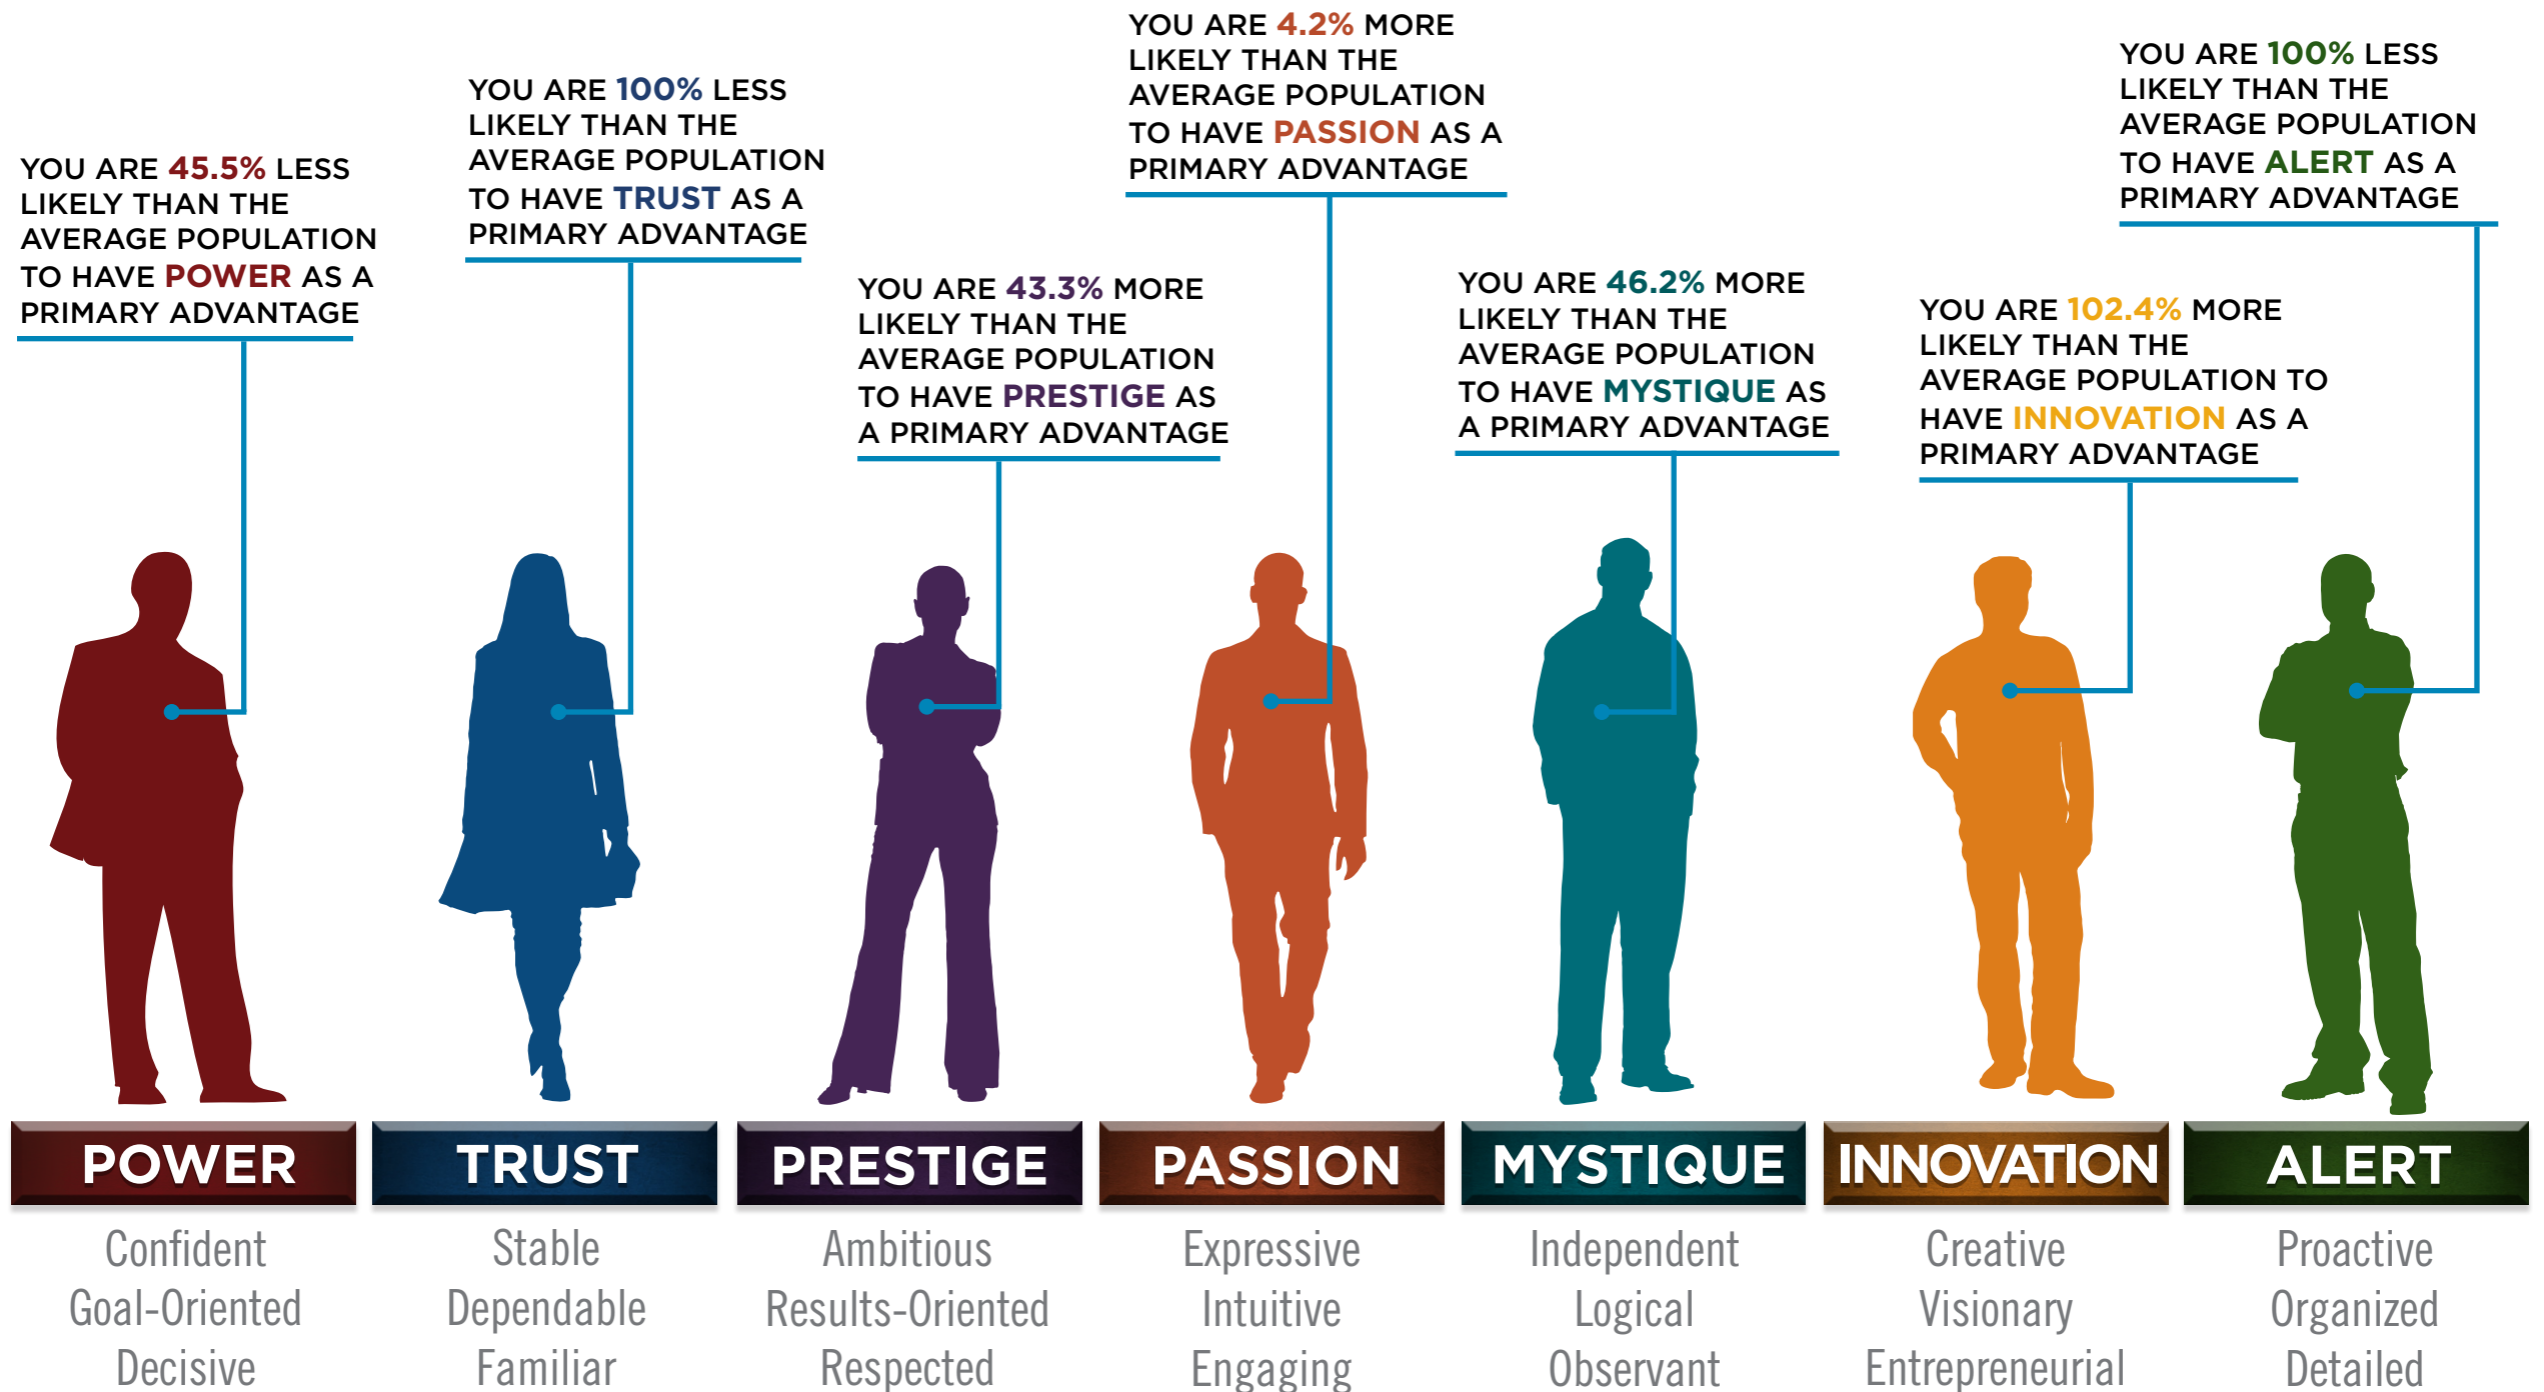 YOU ARE 45.5% LESS
LIKELY THAN THE
AVERAGE POPULATION
TO HAVE POWER AS A
PRIMARY ADVANTAGE
YOU ARE 100% LESS
LIKELY THAN THE
AVERAGE POPULATION
TO HAVE TRUST AS A
PRIMARY ADVANTAGE
YOU ARE 43.3% MORE
LIKELY THAN THE
AVERAGE POPULATION
TO HAVE PRESTIGE AS
A PRIMARY ADVANTAGE
YOU ARE 4.2% MORE
LIKELY THAN THE
AVERAGE POPULATION
TO HAVE PASSION AS A
PRIMARY ADVANTAGE
YOU ARE 46.2% MORE
LIKELY THAN THE
AVERAGE POPULATION
TO HAVE MYSTIQUE AS
A PRIMARY ADVANTAGE
YOU ARE 102.4% MORE
LIKELY THAN THE
AVERAGE POPULATION TO
HAVE INNOVATION AS A
PRIMARY ADVANTAGE
YOU ARE 100% LESS
LIKELY THAN THE
AVERAGE POPULATION
TO HAVE ALERT AS A
PRIMARY ADVANTAGE
POWER
Confident
Goal-Oriented
Decisive
TRUST
Stable
Dependable
Familiar
PRESTIGE
Ambitious
Results-Oriented
Respected
PASSION
Expressive
Intuitive
Engaging
MYSTIQUE
Independent
Logical
Observant
INNOVATION
Creative
Visionary
Entrepreneurial
ALERT
Proactive
Organized
Detailed